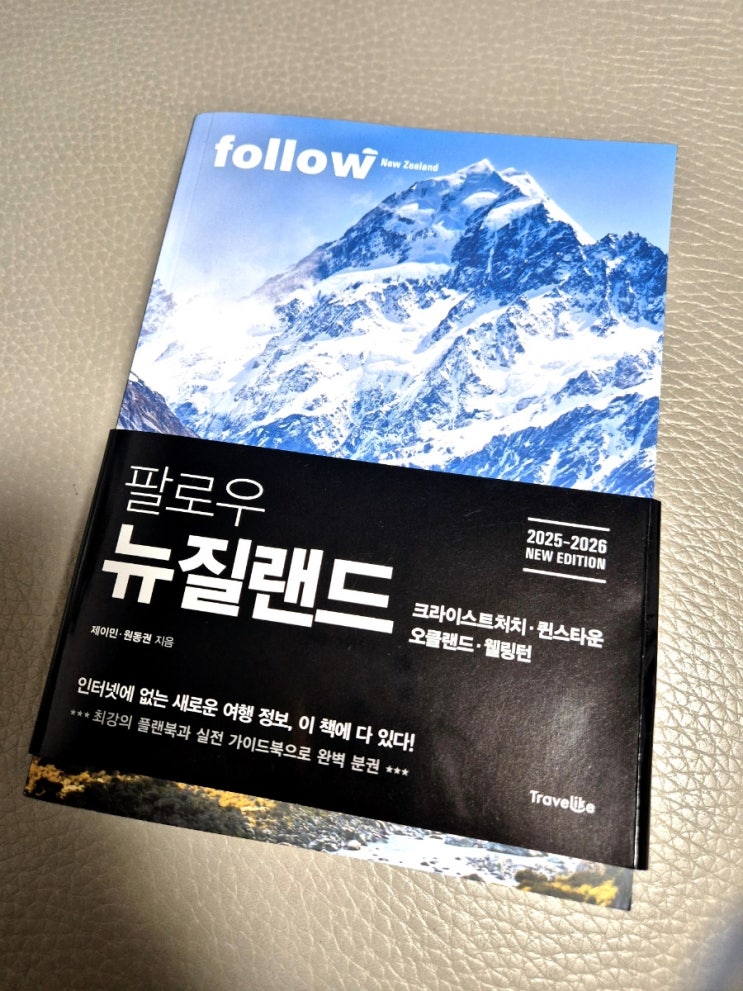 follow New Zealand
팔로우
뉴질랜드
2025-2026
NEW EDITION
크라이스트처치·퀸스타운
오클랜드·웰링턴
제이민·원동권 지음
인터넷에 없는 새로운 여행 정보, 이 책에 다 있다!
★★★ 최강의 플랜북과 실전 가이드북으로 완벽 분권 ★★★
Travelike